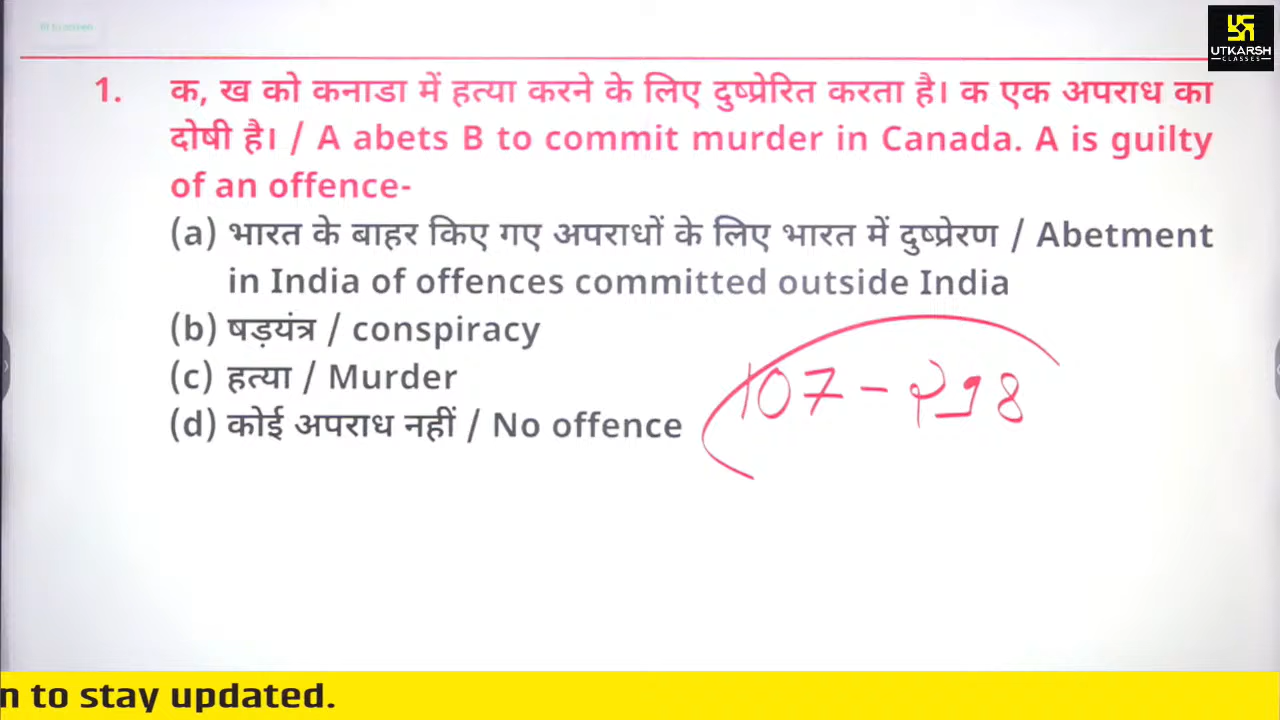 UTKARSH
CLASSES
1. क, ख को कनाडा में हत्या करने के लिए दुष्प्रेरित करता है। क एक अपराध का
दोषी है। / A abets B to commit murder in Canada. A is guilty
of an offence-
(a) भारत के बाहर किए गए अपराधों के लिए भारत में दुष्प्रेरण / Abetment
in India of offences committed outside India
(b) षड़यंत्र / conspiracy
(c) हत्या / Murder
107 -
(d) कोई अपराध नहीं / No offence
n to stay updated.